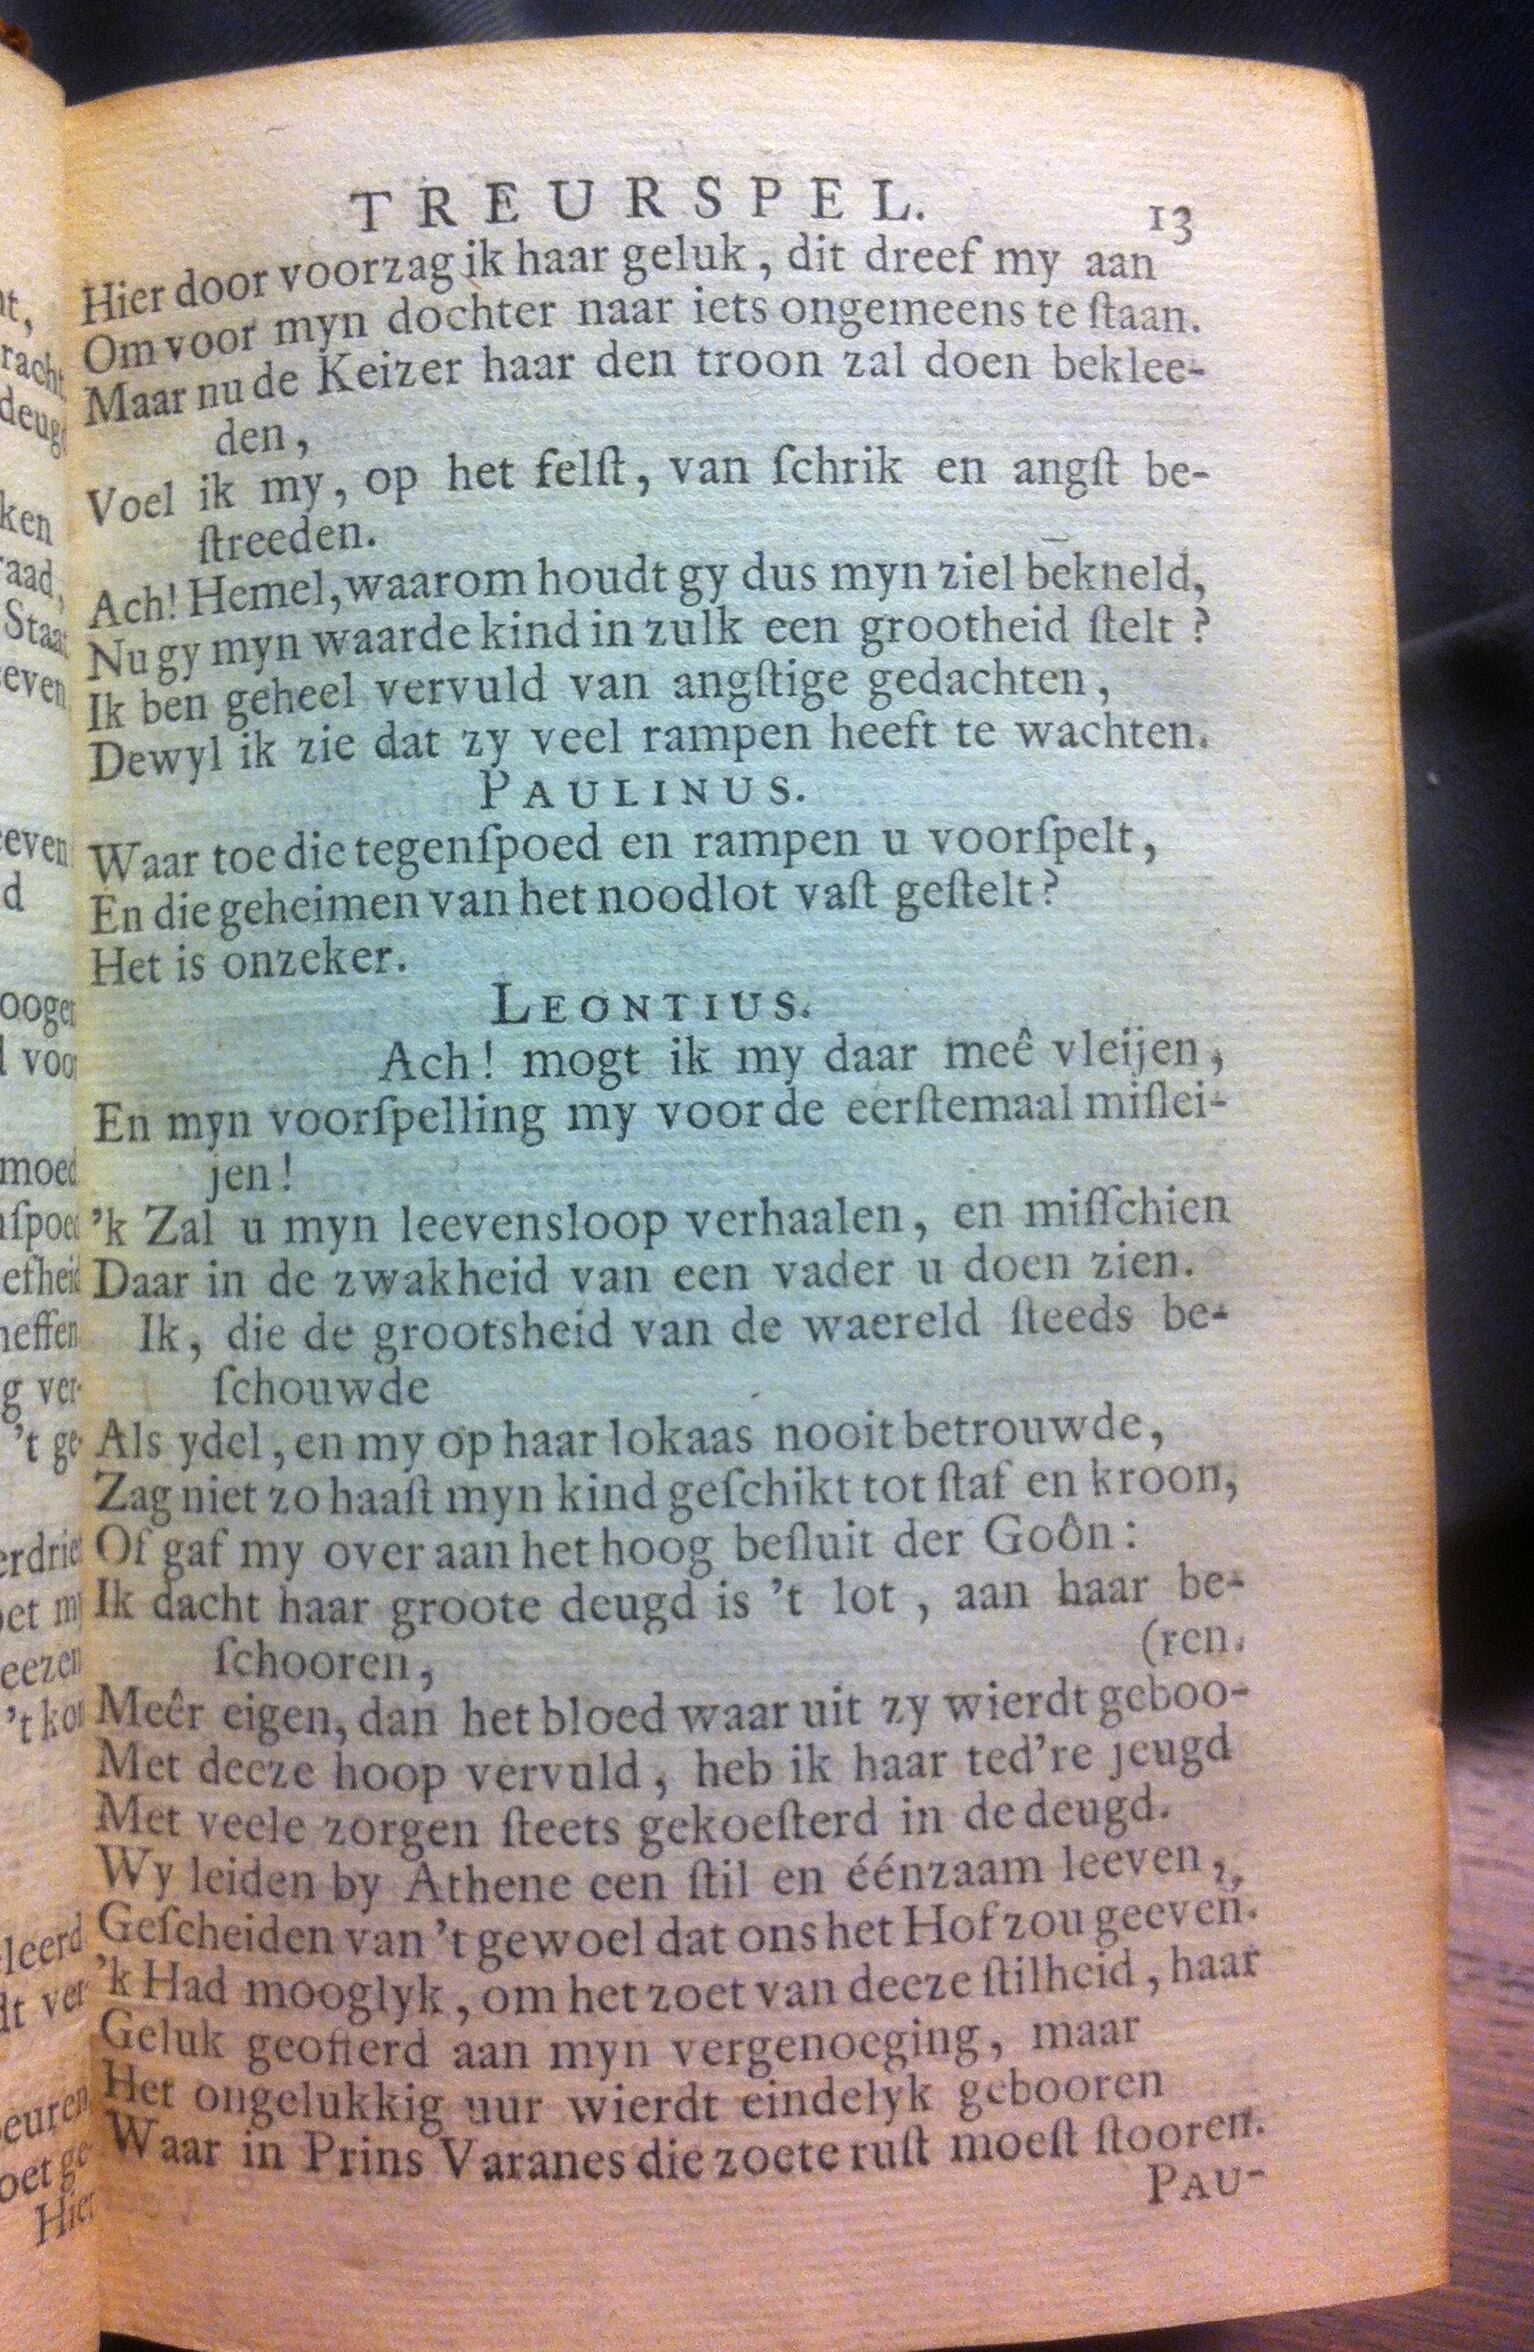 TREURSPEL. 13
Hier door voorzag ik haar geluk, dit dreef my aan
Om voor myn dochter naar iets ongemeens te ſtaan.
Maar nu de Keizer haar den troon zal doen beklee-
den,
Voel ik my, op het felſt, van ſchrik en angſt be-
ſtreeden.
Ach! Hemel, waarom houdt gy dus myn ziel bekneld,
Nu gy myn waarde kind in zulk een grootheid ſtelt?
Ik ben geheel vervuld van angſtige gedachten,
Dewyl ik zie dat zy veel rampen heeft te wachten.
PAULINUS.
Waar toe die tegenſpoed en rampen u voorſpelt,
En die geheimen van het noodlot vaſt geſtelt?
Het is onzeker.
LEONTIUS.
Ach! mogt ik my daar meê vleijen,
En myn voorſpelling my voor de eerſtemaal miſlei-
jen!
'k Zal u myn leevensloop verhaalen, en miſſchien
Daar in de zwakheid van een vader u doen zien.
Ik, die de grootsheid van de waereld ſteeds be-
ſchouwde
Als ydel, en my op haar lokaas nooit betrouwde,
Zag niet zo haaſt myn kind geſchikt tot ſtaf en kroon,
Of gaf my over aan het hoog beſluit der Goôn:
Ik dacht haar groote deugd is 't lot, aan haar be-
ſchooren, (ren.
Meêr eigen, dan het bloed waar uit zy wierdt geboo-
Met deeze hoop vervuld, heb ik haar ted're jeugd
Met veele zorgen ſteets gekoeſterd in de deugd.
Wy leiden by Athene een ſtil en éénzaam leeven,
Geſcheiden van 't gewoel dat ons het Hof zou geeven.
'k Had mooglyk, om het zoet van deeze ſtilheid, haar
Geluk geofferd aan myn vergenoeging, maar
Het ongelukkig uur wierdt eindelyk gebooren
Waar in Prins Varanes die zoete ruſt moeſt ſtooren.
PAU-